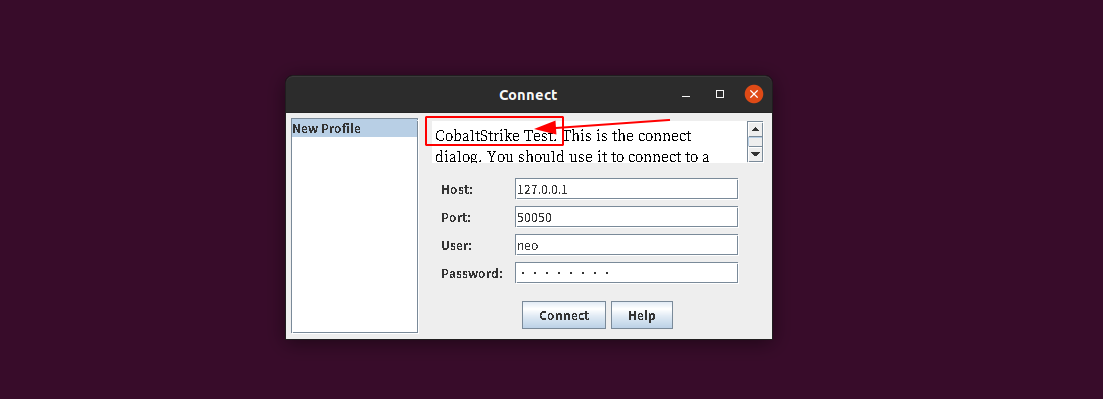 Connect
New Profile
CobaltStrike Test. This is the connect
dialog. You should use it to connect to a
Host:
127.0.0.1
Port:
50050
User:
neo
Password:
Connect
Help